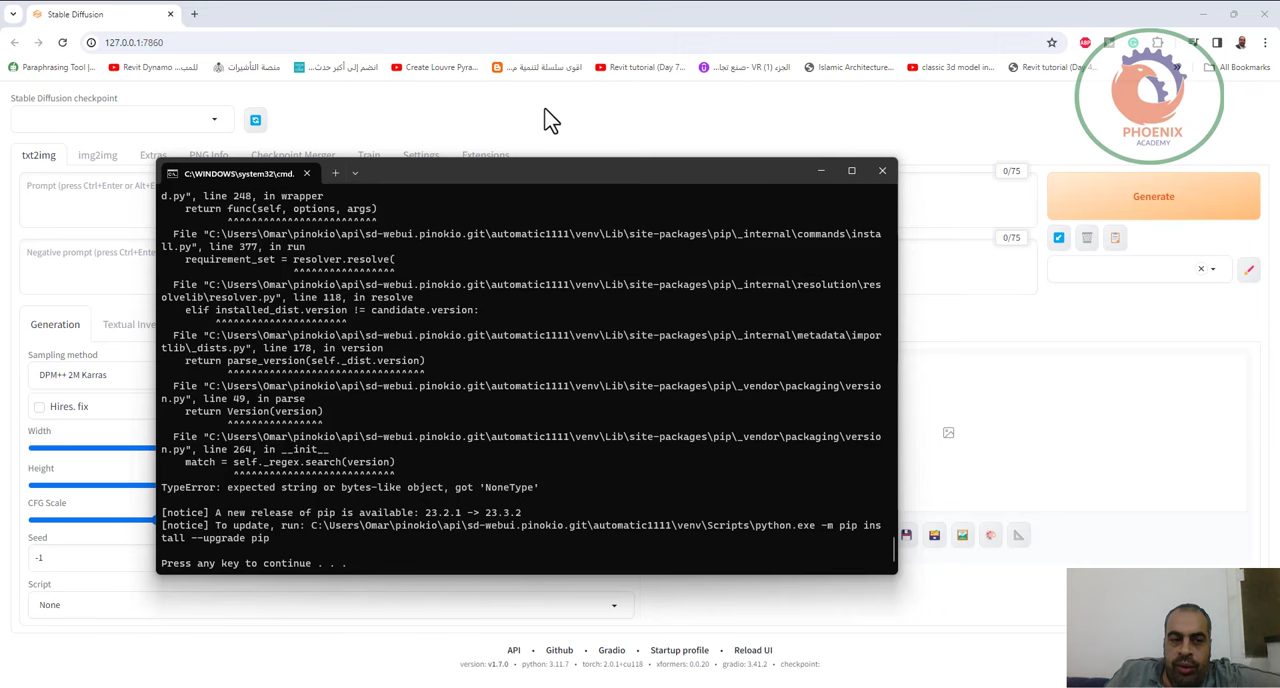 Stable Diffusion
127.0.0.1:7860
Paraphrasing Tool |...
Revit Dynamo ...للمب
منصة التأشيرات
انضم إلى أكبر حدث...
Create Louvre Pyra...
اقوى سلسلة لتنمية م...
Revit tutorial (Day 7...
الجزء 1) VR -صنع تجا...
Islamic Architecture...
classic 3d model in...
Revit tutorial (Day 4...
»
All Bookmarks
PHOENIX
ACADEMY
Stable Diffusion checkpoint
txt2img
img2img
Extras
PNG Info
Checkpoint Merger
Train
Settings
Extensions
Prompt (press Ctrl+Enter or Alt+E
0/75
Generate
Negative prompt (press Ctrl+Ente
0/75
C:\WINDOWS\system32\cmd.
d.py", line 248, in wrapper
return func(self, options, args)
^^^^^^^^^^^^^^^^^^^^^^^^^
File "C:\Users\Omar\pinokio\api\sd-webui.pinokio.git\automatic1111\venv\Lib\site-packages\pip\_internal\commands\insta
ll.py", line 377, in run
requirement_set = resolver.resolve(
^^^^^^^^^^^^^^^^^
File "C:\Users\Omar\pinokio\api\sd-webui.pinokio.git\automatic1111\venv\Lib\site-packages\pip\_internal\resolution\res
olvelib\resolver.py", line 118, in resolve
elif installed_dist.version != candidate.version:
^^^^^^^^^^^^^^^^^^^^^^
File "C:\Users\Omar\pinokio\api\sd-webui.pinokio.git\automatic1111\venv\Lib\site-packages\pip\_internal\metadata\impor
tlib\_dists.py", line 178, in version
return parse_version(self._dist.version)
^^^^^^^^^^^^^^^^^^^^^^^^^^^^^^^^^
File "C:\Users\Omar\pinokio\api\sd-webui.pinokio.git\automatic1111\venv\Lib\site-packages\pip\_vendor\packaging\versio
n.py", line 49, in parse
return Version(version)
^^^^^^^^^^^^^^^^
File "C:\Users\Omar\pinokio\api\sd-webui.pinokio.git\automatic1111\venv\Lib\site-packages\pip\_vendor\packaging\versio
n.py", line 264, in __init__
match = self._regex.search(version)
^^^^^^^^^^^^^^^^^^^^^^^^^^^
TypeError: expected string or bytes-like object, got 'NoneType'
[notice] A new release of pip is available: 23.2.1 -> 23.3.2
[notice] To update, run: C:\Users\Omar\pinokio\api\sd-webui.pinokio.git\automatic1111\venv\Scripts\python.exe -m pip ins
tall --upgrade pip
Press any key to continue . . .
Generation
Textual Inve
Sampling method
DPM++ 2M Karras
Hires. fix
Width
Height
CFG Scale
Seed
-1
Script
None
API • Github • Gradio • Startup profile • Reload UI
version: v1.7.0 • python: 3.11.7 • torch: 2.0.1+cu118 • xformers: 0.0.20 • gradio: 3.41.2 • checkpoint: